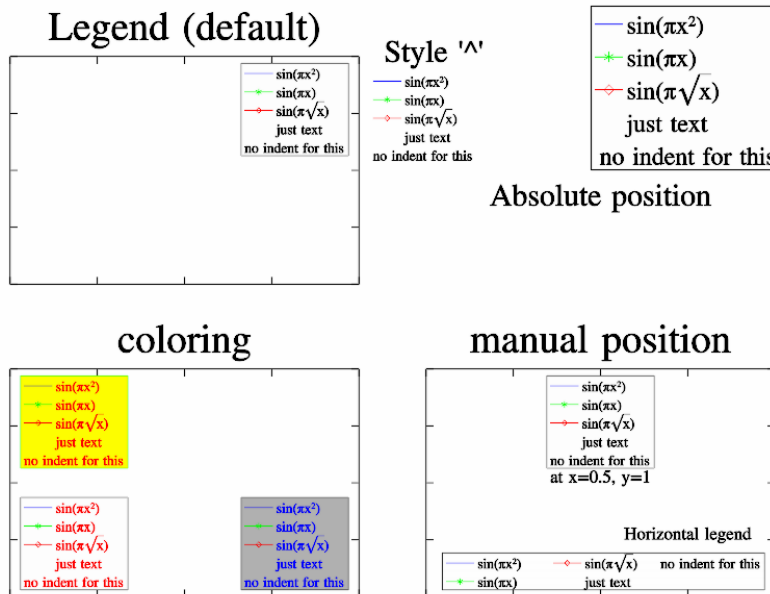 Legend (default)
sin(πx²)
sin(πx)
sin(π√x)
just text
no indent for this
Style '^'
sin(πx²)
sin(πx)
sin(π√x)
just text
no indent for this
sin(πx²)
sin(πx)
sin(π√x)
just text
no indent for this
Absolute position
coloring
sin(πx²)
sin(πx)
sin(π√x)
just text
no indent for this
sin(πx²)
sin(πx)
sin(π√x)
just text
no indent for this
sin(πx²)
sin(πx)
sin(π√x)
just text
no indent for this
manual position
sin(πx²)
sin(πx)
sin(π√x)
just text
no indent for this
at x=0.5, y=1
Horizontal legend
sin(πx²) sin(π√x) no indent for this
sin(πx) just text